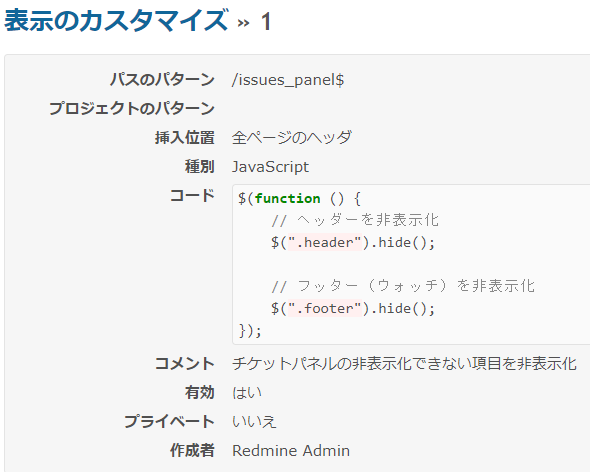 表示のカスタマイズ » 1
パスのパターン /issues_panel$
プロジェクトのパターン
挿入位置 全ページのヘッダ
種別 JavaScript
コード $(function () {
// ヘッダーを非表示化
$(".header").hide();
// フッター（ウォッチ）を非表示化
$(".footer").hide();
});
コメント チケットパネルの非表示化できない項目を非表示化
有効 はい
プライベート いいえ
作成者 Redmine Admin